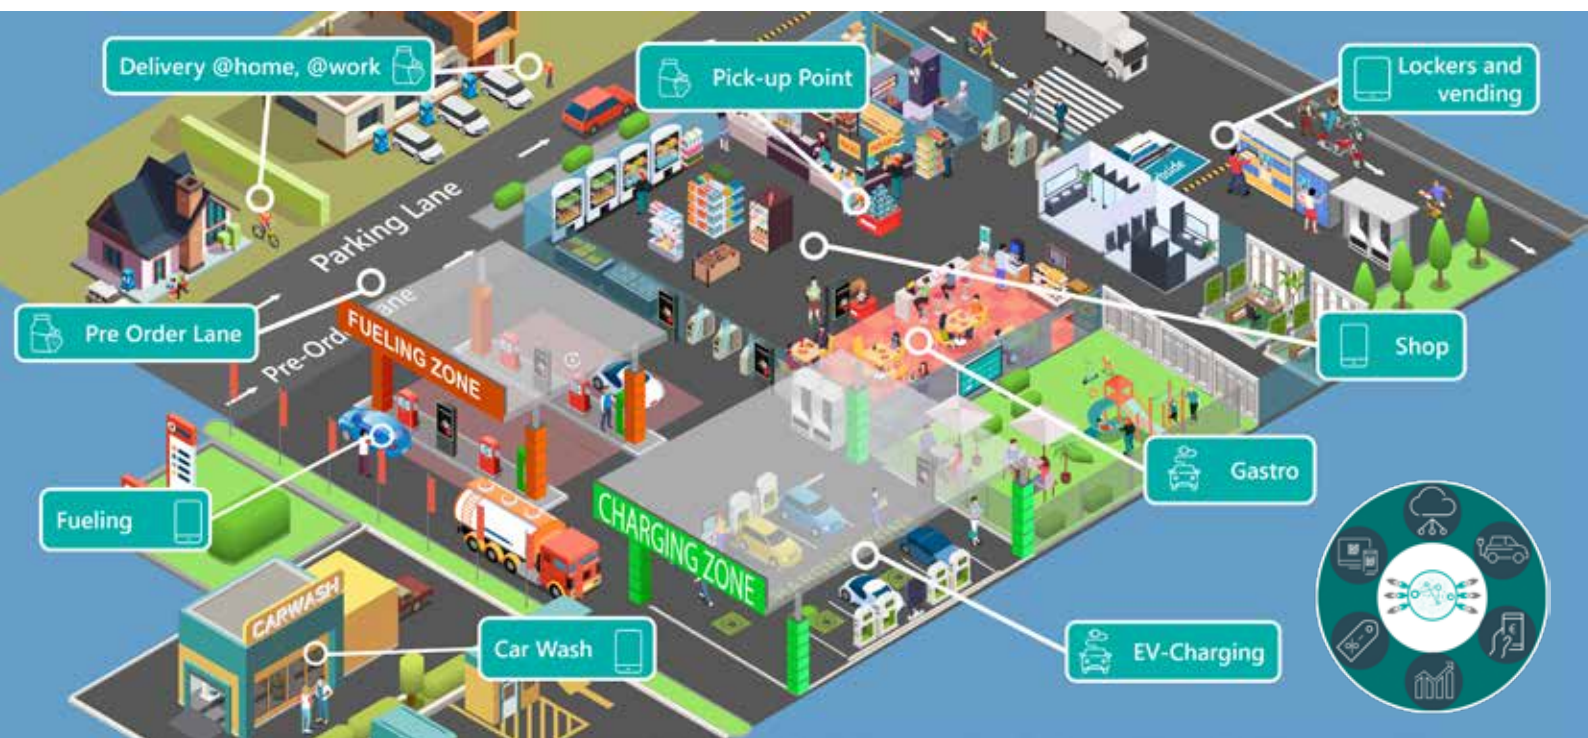 Delivery @home, @work
Pick-up Point
Lockers and
vending
Parking Lane
Pre Order Lane
FUELING ZONE
Shop
Gastro
Fueling
CHARGING ZONE
CARWASH
Car Wash
EV-Charging